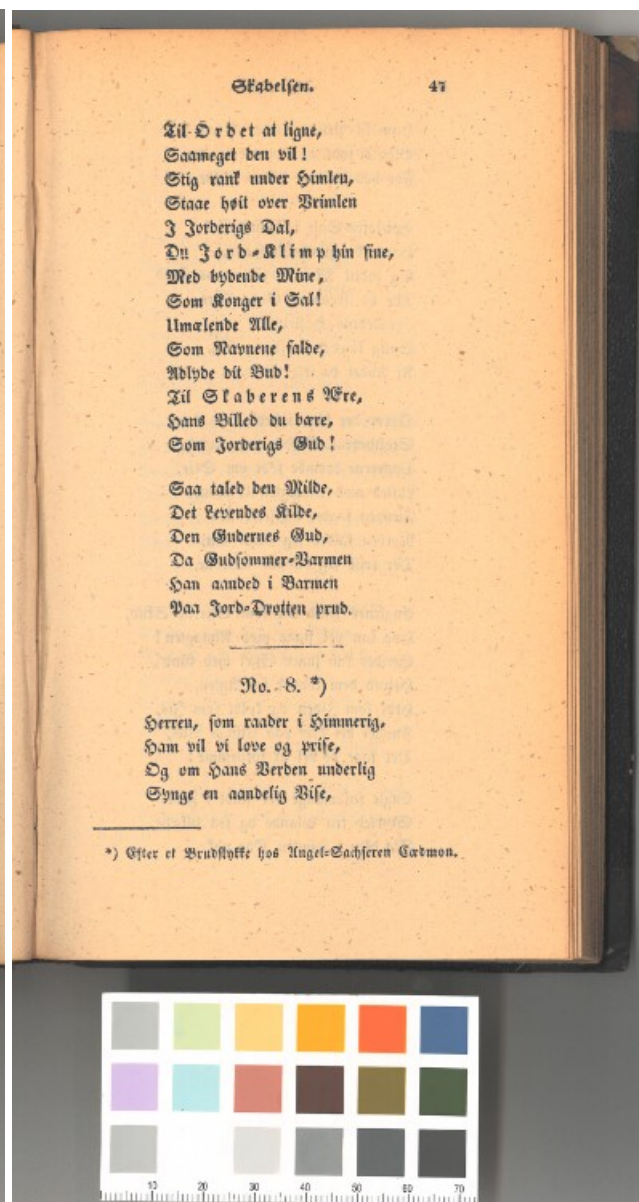 Skabelsen. 47
Til Ordet at ligne,
Saameget den vil!
Stig rank under Himlen,
Staae høit over Vrimlen
I Jorderigs Dal,
Du Jord-Klimp hin fine,
Med bydende Mine,
Som Konger i Sal!
Umælende Alle,
Som Navnene falde,
Adlyde dit Bud!
Til Skaberens Ære,
Hans Billed du bære,
Som Jorderigs Gud!
Saa taled den Milde,
Det Levendes Kilde,
Den Gudernes Gud,
Da Gudsommer-Varmen
Han aanded i Barmen
Paa Jord-Drotten prud.
No. 8. *)
Herren, som raader i Himmerig,
Ham vil vi love og prise,
Og om Hans Verden underlig
Synge en aandelig Vise,
*) Efter et Brudstykke hos Angel-Sachseren Cædmon.
10 20 30 40 50 60 70